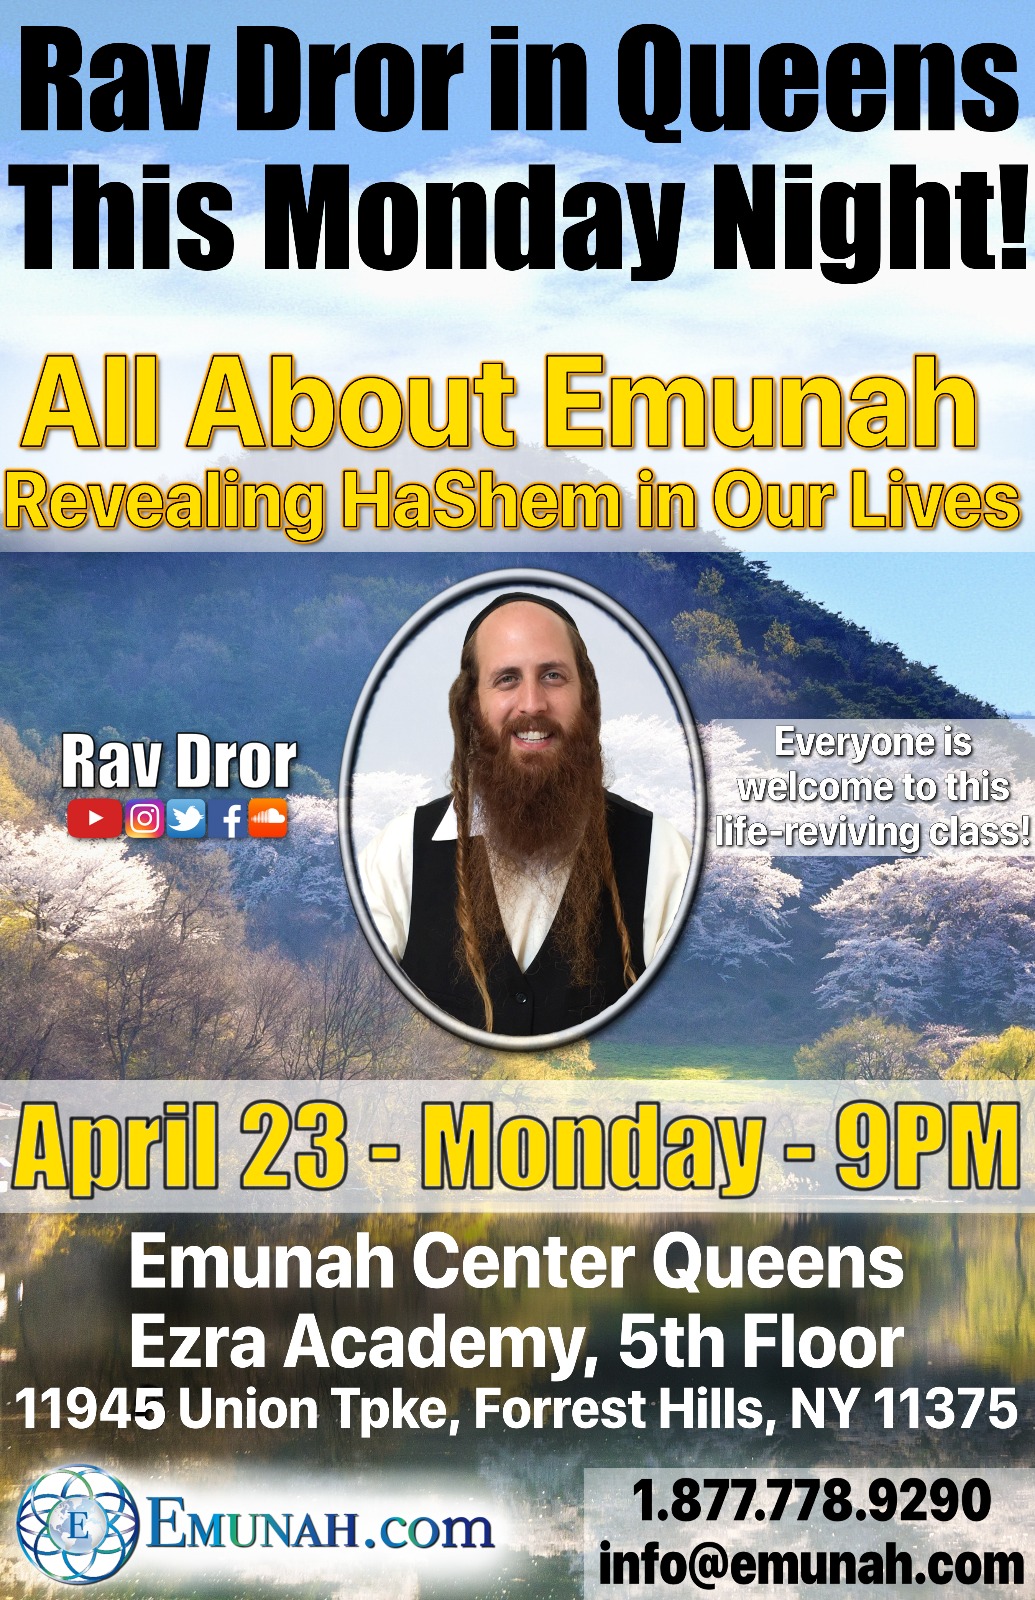 Rav Dror in Queens
This Monday Night!
All About Emunah
Revealing HaShem in Our Lives
Rav Dror
Everyone is
welcome to this
life-reviving class!
April 23 - Monday - 9PM
Emunah Center Queens
Ezra Academy, 5th Floor
11945 Union Tpke, Forrest Hills, NY 11375
E EMUNAH.com
1.877.778.9290
info@emunah.com